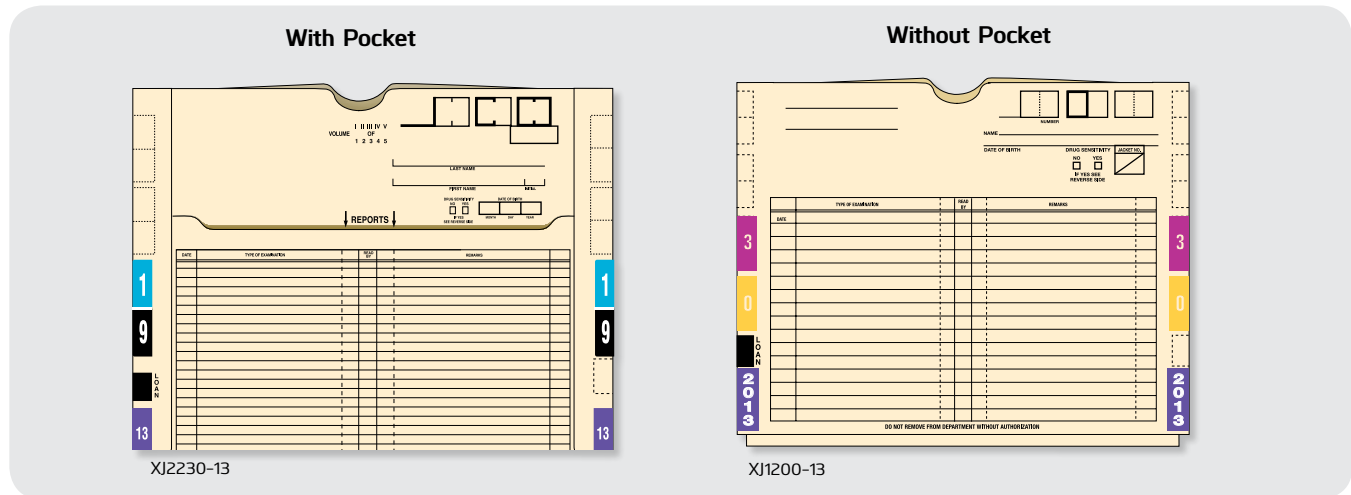 With Pocket
I II III IV V
VOLUME OF
1 2 3 4 5
LAST NAME
FIRST NAME INITIAL
DRUG SENSITIVITY
NO YES
IF YES
SEE REVERSE SIDE
DATE OF BIRTH
MONTH DAY YEAR
REPORTS
DATE TYPE OF EXAMINATION READ BY REMARKS
1
9
LOAN
13
1
9
13
XJ2230-13
Without Pocket
NUMBER
NAME
DATE OF BIRTH DRUG SENSITIVITY JACKET NO.
NO YES
IF YES SEE
REVERSE SIDE
TYPE OF EXAMINATION READ BY REMARKS
DATE
3
0
LOAN
2013
3
0
2013
DO NOT REMOVE FROM DEPARTMENT WITHOUT AUTHORIZATION
XJ1200-13